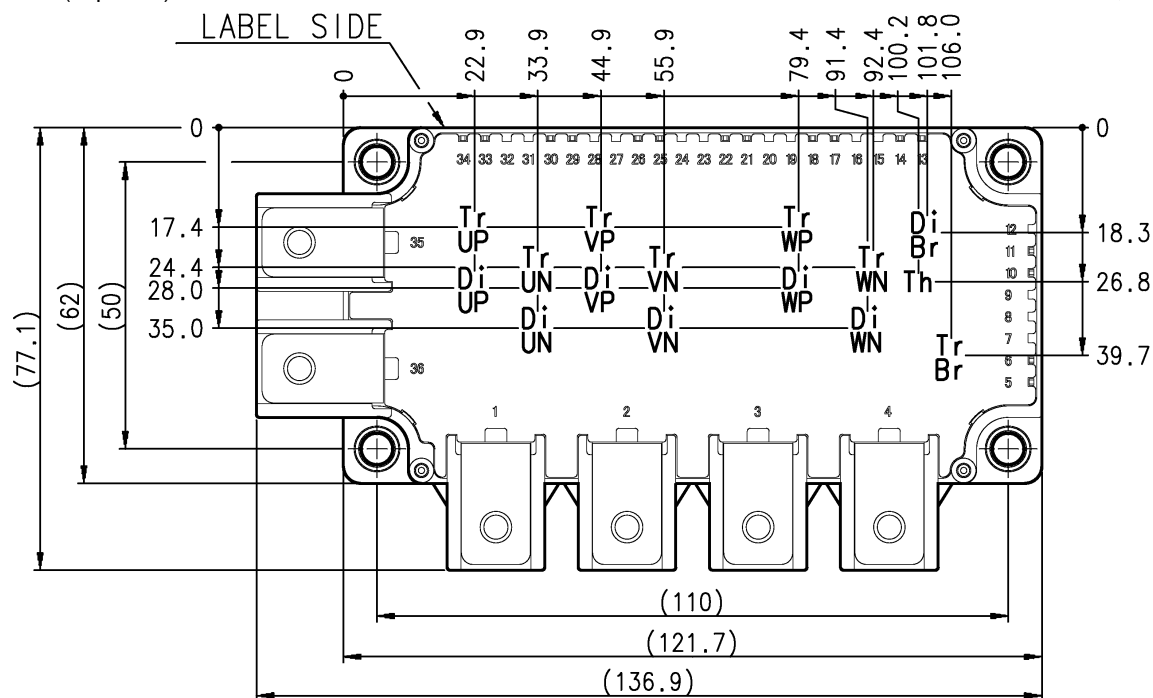 LABEL SIDE
0
22.9
33.9
44.9
55.9
79.4
91.4
92.4
100.2
101.8
106.0
0
0
34 33 32 31 30 29 28 27 26 25 24 23 22 21 20 19 18 17 16 15 14 13
17.4
24.4
28.0
35.0
18.3
26.8
39.7
(77.1)
(62)
(50)
35
36
Tr
UP
Tr
VP
Tr
WP
Di
Br
Tr
UN
Tr
VN
Tr
WN
Th
Di
UP
Di
VP
Di
WP
Di
UN
Di
VN
Di
WN
Tr
Br
12
11
10
9
8
7
6
5
1 2 3 4
(110)
(121.7)
(136.9)